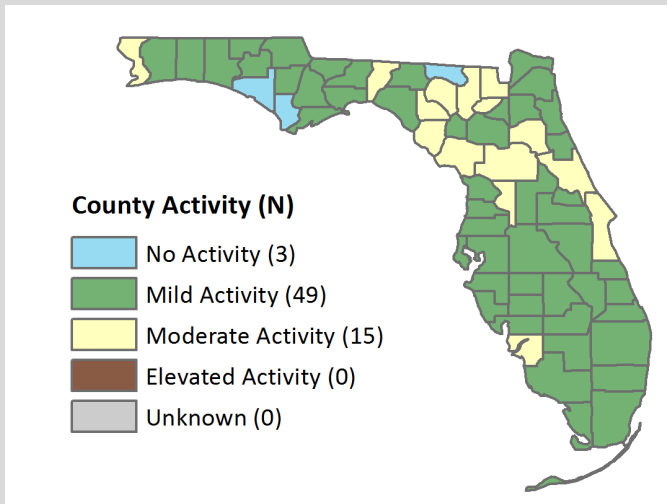 County Activity (N)
No Activity (3)
Mild Activity (49)
Moderate Activity (15)
Elevated Activity (0)
Unknown (0)